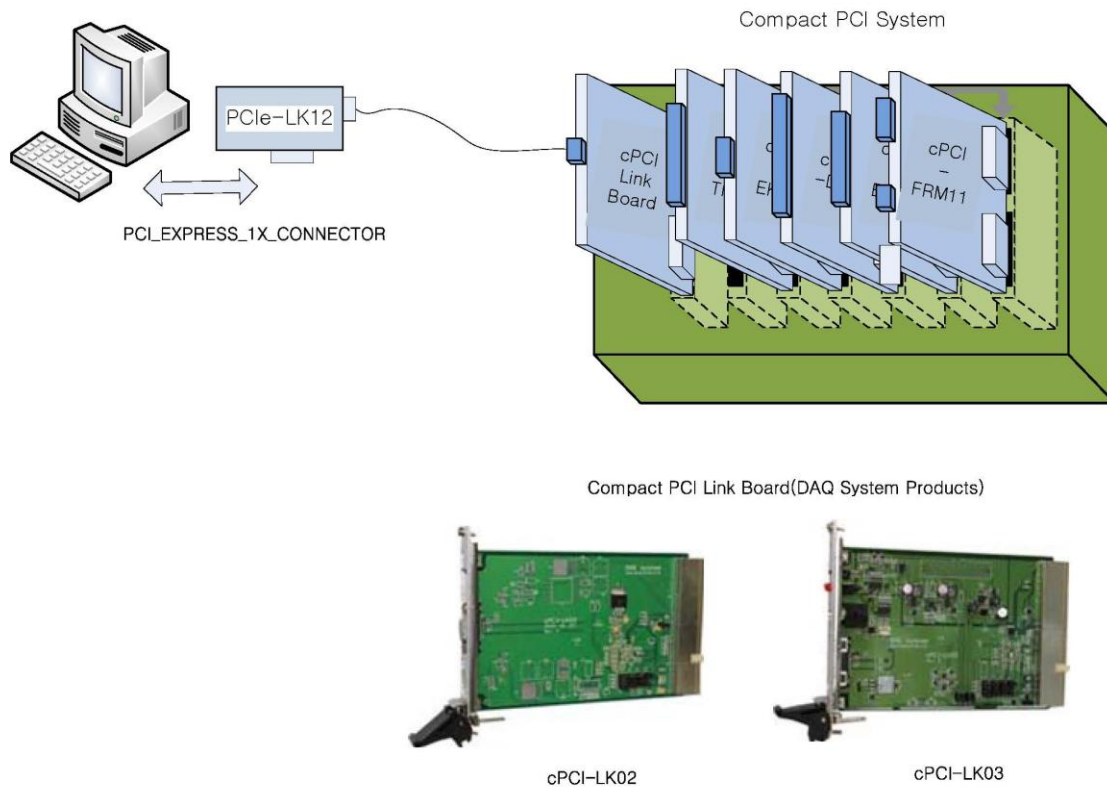 Compact PCI System
PCIe-LK12
PCI_EXPRESS_1X_CONNECTOR
cPCI
Link
Board
cPCI
-
FRM11
Compact PCI Link Board(DAQ System Products)
cPCI-LK02
cPCI-LK03